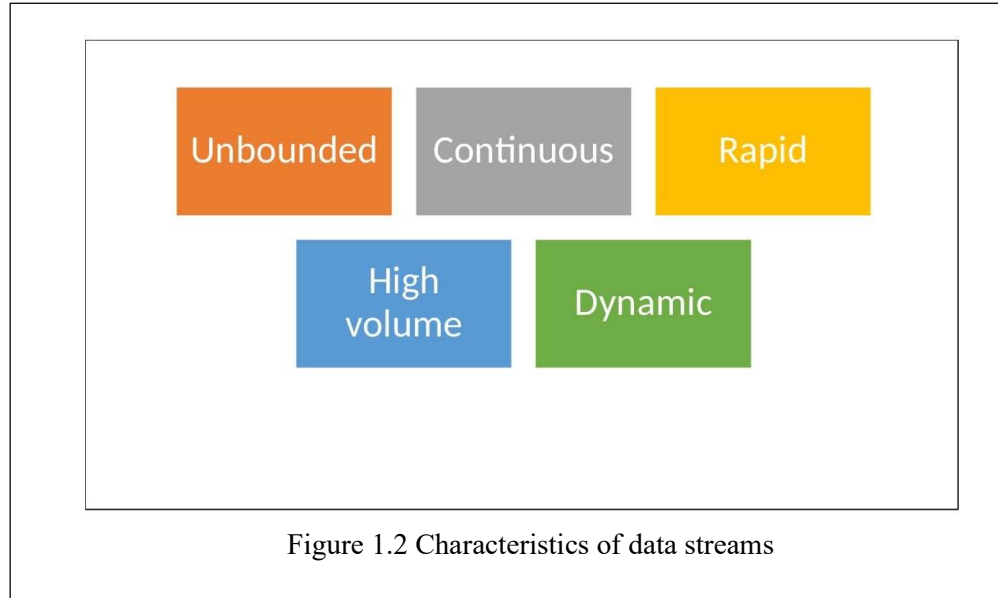 Unbounded
Continuous
Rapid
High
volume
Dynamic
Figure 1.2 Characteristics of data streams